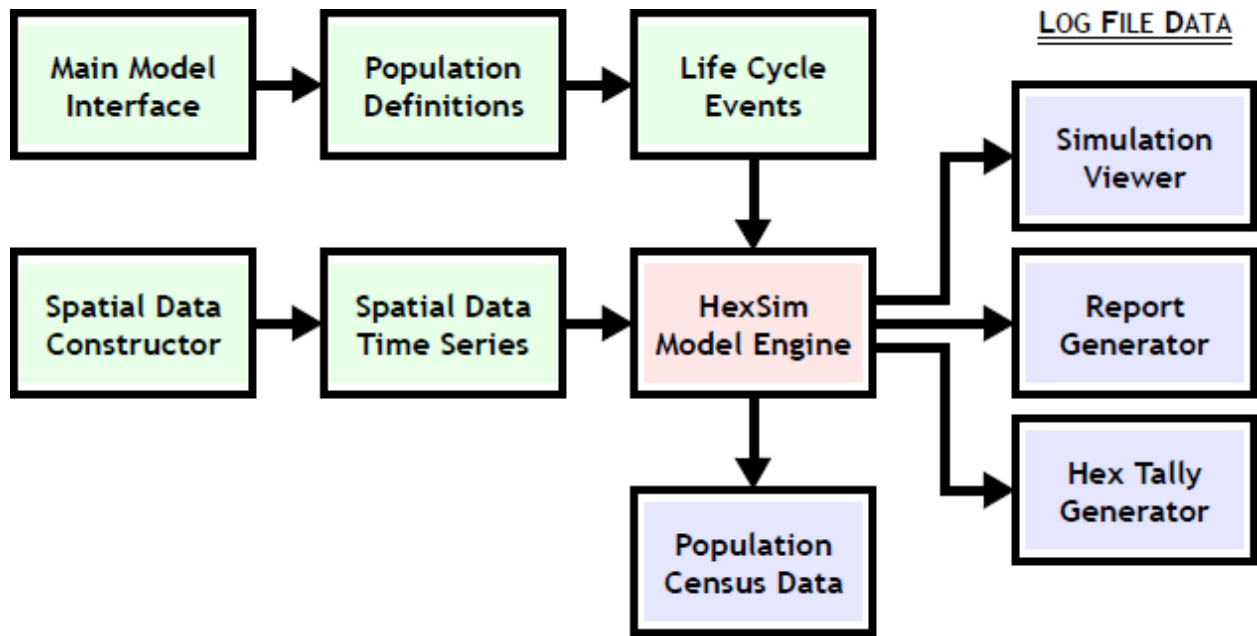 LOG FILE DATA
Main Model
Interface
Population
Definitions
Life Cycle
Events
Simulation
Viewer
Spatial Data
Constructor
Spatial Data
Time Series
HexSim
Model Engine
Report
Generator
Hex Tally
Generator
Population
Census Data